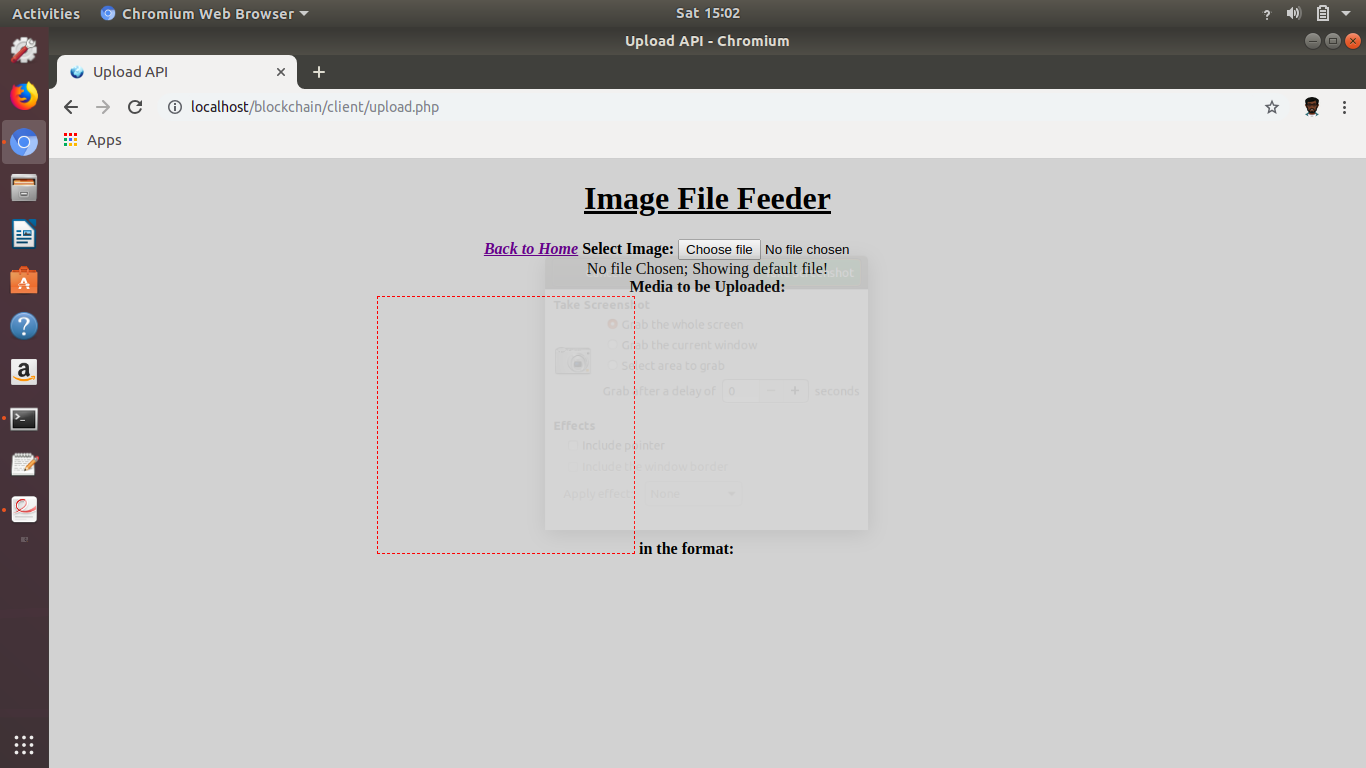 Activities
Chromium Web Browser
Sat 15:02
?
Upload API - Chromium
Upload API
localhost/blockchain/client/upload.php
Apps
Image File Feeder
Back to Home Select Image: Choose file No file chosen
No file Chosen; Showing default file!
Media to be Uploaded:
Take Screenshot
Grab the whole screen
Grab the current window
Select area to grab
Grab after a delay of 0 − + seconds
Effects
Include pointer
Include the window border
Apply effect: None
in the format: